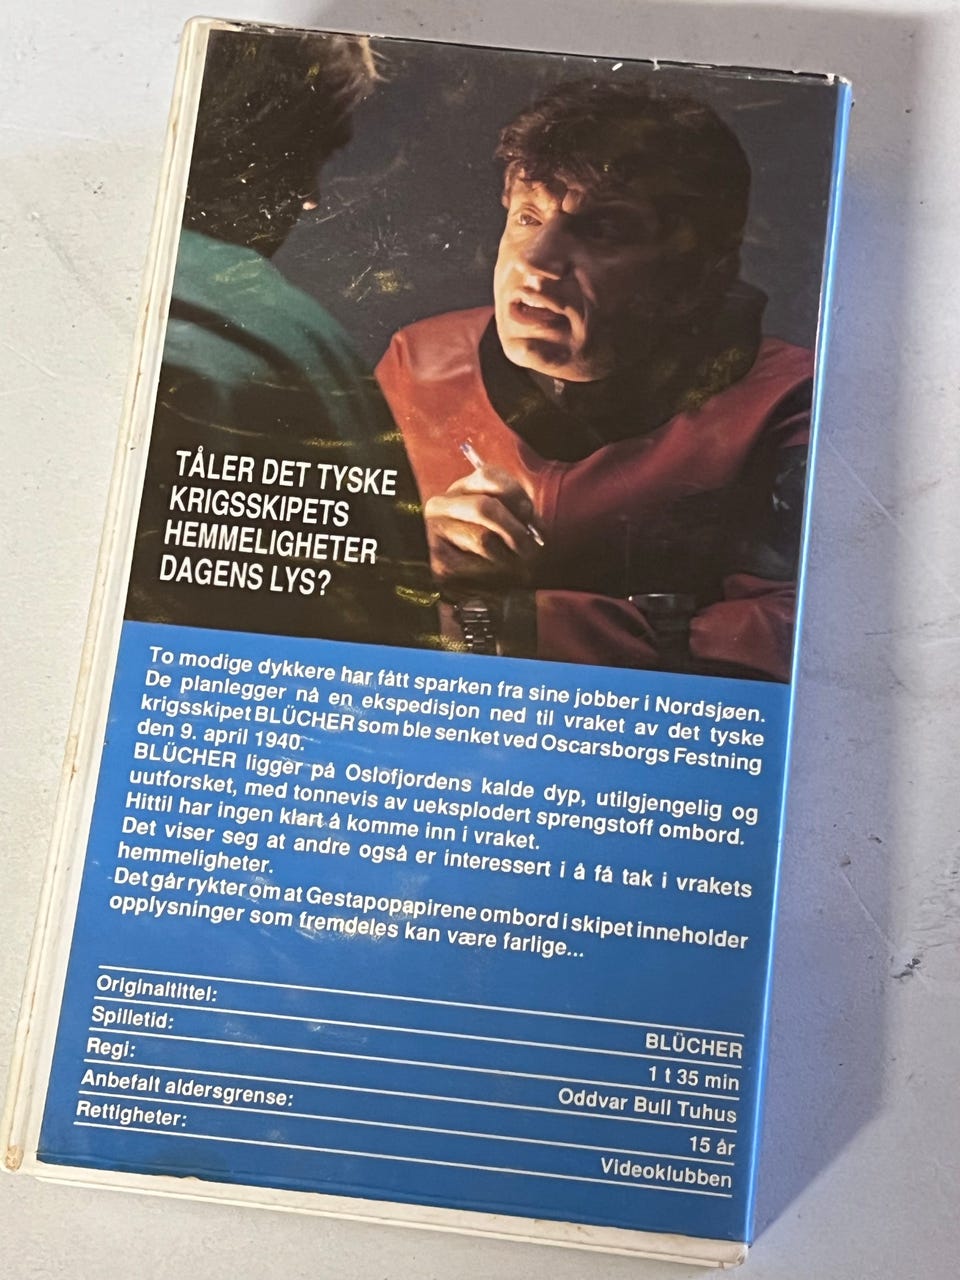 TÅLER DET TYSKE
KRIGSSKIPETS
HEMMELIGHETER
DAGENS LYS?
To modige dykkere har fått sparken fra sine jobber i Nordsjøen.
De planlegger nå en ekspedisjon ned til vraket av det tyske
krigsskipet BLÜCHER som ble senket ved Oscarsborgs Festning
den 9. april 1940.
BLÜCHER ligger på Oslofjordens kalde dyp, utilgjengelig og
uutforsket, med tonnevis av ueksplodert sprengstoff ombord.
Hittil har ingen klart å komme inn i vraket.
Det viser seg at andre også er interessert i å få tak i vrakets
hemmeligheter.
Det går rykter om at Gestapopapirene ombord i skipet inneholder
opplysninger som fremdeles kan være farlige...
Originaltittel: BLÜCHER
Spilletid: 1 t 35 min
Regi: Oddvar Bull Tuhus
Anbefalt aldersgrense: 15 år
Rettigheter: Videoklubben